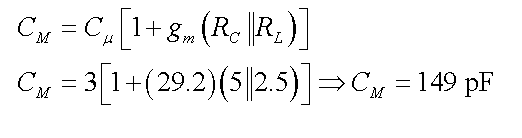 C_M = C_μ [1 + g_m (R_C ‖ R_L)]
C_M = 3[1 + (29.2)(5‖2.5)] ⇒ C_M = 149 pF